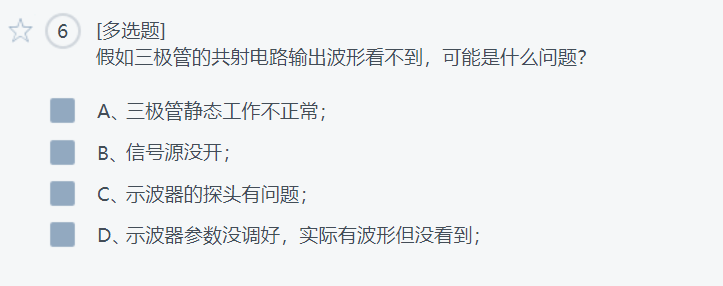 6 [多选题]
假如三极管的共射电路输出波形看不到，可能是什么问题？
A、三极管静态工作不正常；
B、信号源没开；
C、示波器的探头有问题；
D、示波器参数没调好，实际有波形但没看到；